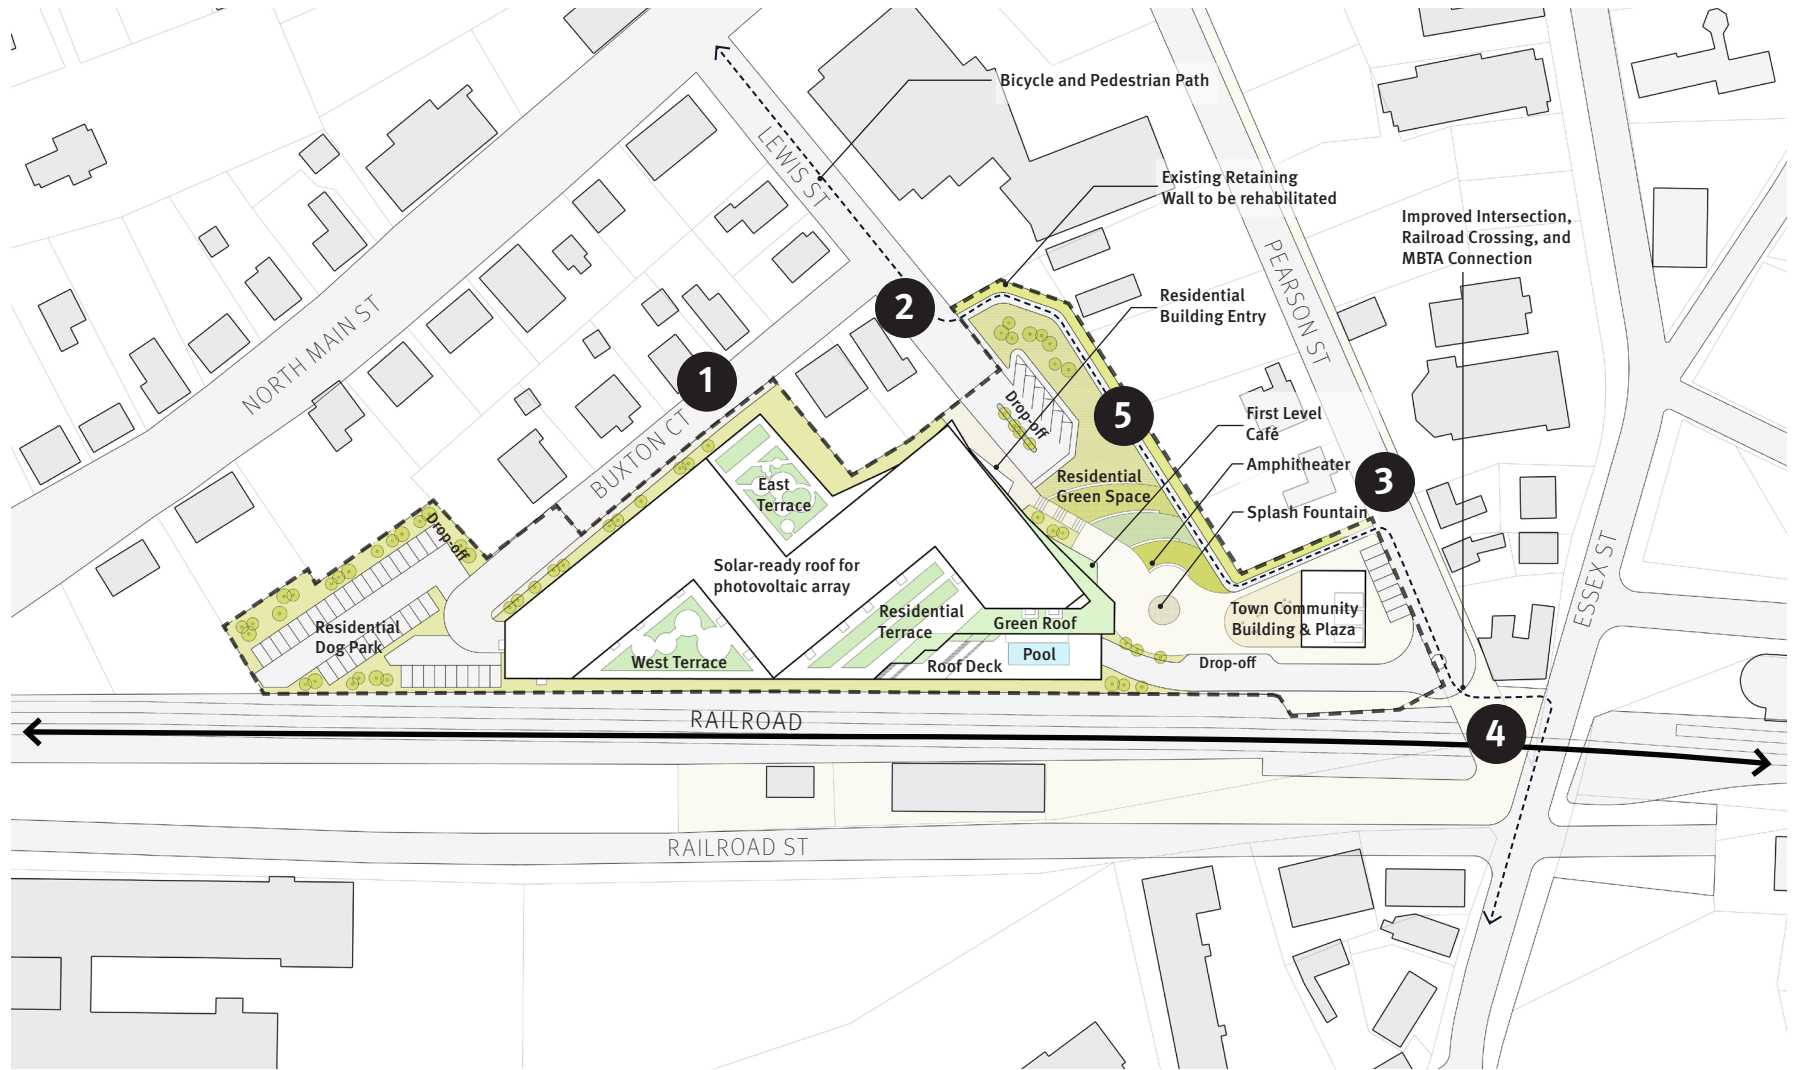 Bicycle and Pedestrian Path
LEWIS ST
Existing Retaining
Wall to be rehabilitated
Improved Intersection,
Railroad Crossing, and
MBTA Connection
PEARSON ST
Residential
Building Entry
NORTH MAIN ST
2
1
BUXTON CT
Drop-off
5
First Level
Café
Amphitheater
Splash Fountain
3
Residential
Green Space
East
Terrace
Drop-off
Solar-ready roof for
photovoltaic array
ESSEX ST
Residential
Dog Park
Residential
Terrace
Green Roof
Town Community
Building & Plaza
West Terrace
Roof Deck
Pool
Drop-off
RAILROAD
4
RAILROAD ST